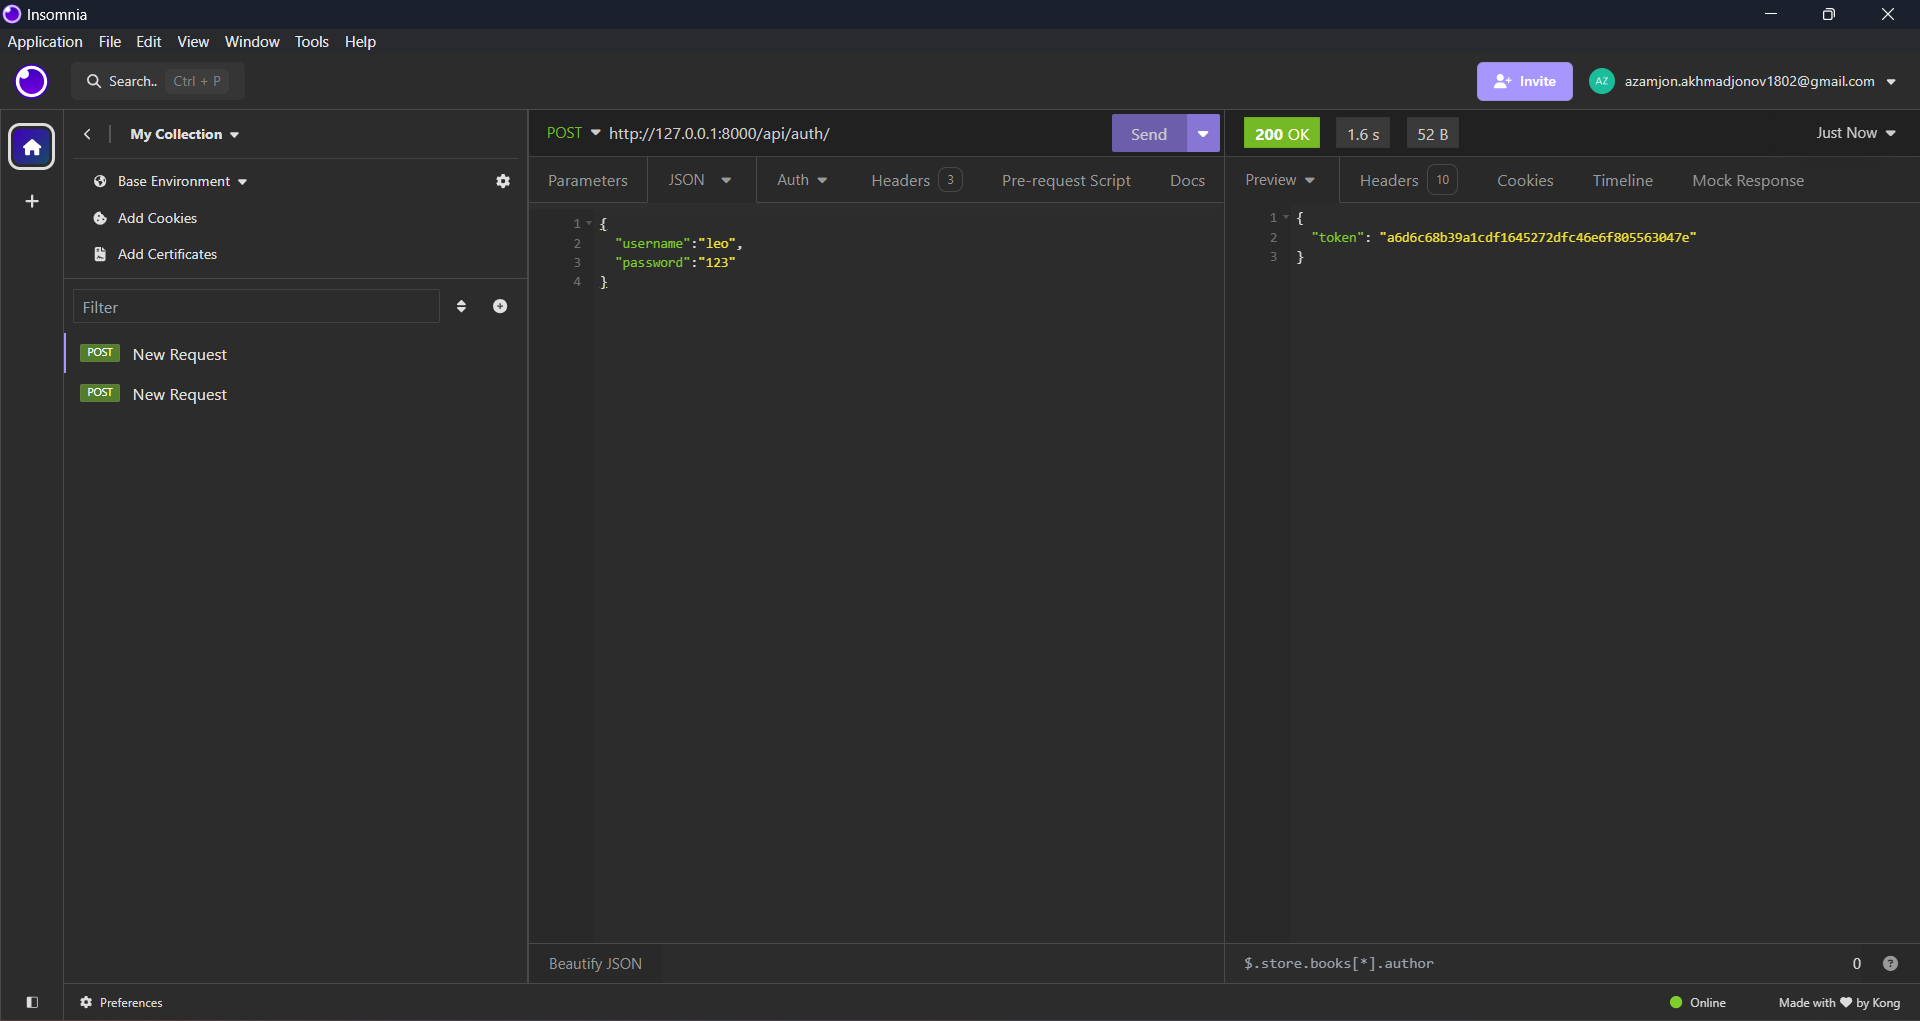 Insomnia
Application File Edit View Window Tools Help
Search.. Ctrl + P
Invite
AZ azamjon.akhmadjonov1802@gmail.com
My Collection
Base Environment
Add Cookies
Add Certificates
Filter
POST New Request
POST New Request
POST http://127.0.0.1:8000/api/auth/
Send
Parameters JSON Auth Headers 3 Pre-request Script Docs
1 {
2 "username":"leo",
3 "password":"123"
4 }
Beautify JSON
200 OK 1.6 s 52 B
Just Now
Preview Headers 10 Cookies Timeline Mock Response
1 {
2 "token": "a6d6c68b39a1cdf1645272dfc46e6f805563047e"
3 }
$.store.books[*].author
0 ?
Preferences
Online
Made with ♥ by Kong